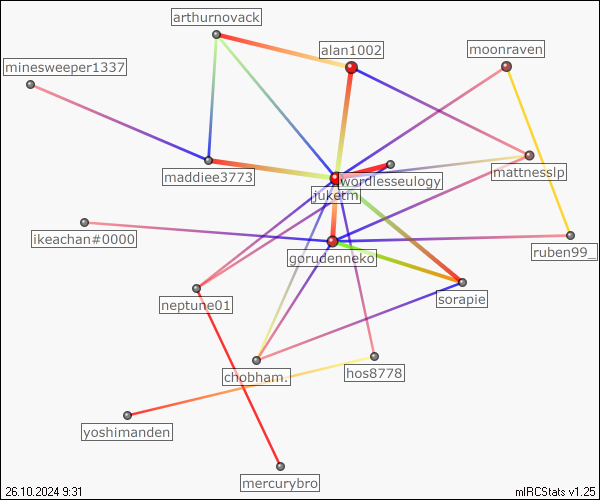 arthurnovack
alan1002
moonraven
minesweeper1337
maddiee3773
wordlesseulogy
mattnesslp
juketm
ikeachan#0000
gorudenneko
ruben99_
neptune01
sorapie
chobham.
hos8778
yoshimanden
mercurybro
26.10.2024 9:31
mIRCStats v1.25